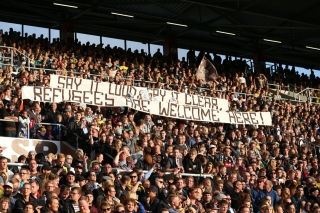 SAY IT LOUD, SAY IT CLEAR,
REFUGEES ARE WELCOME HERE!